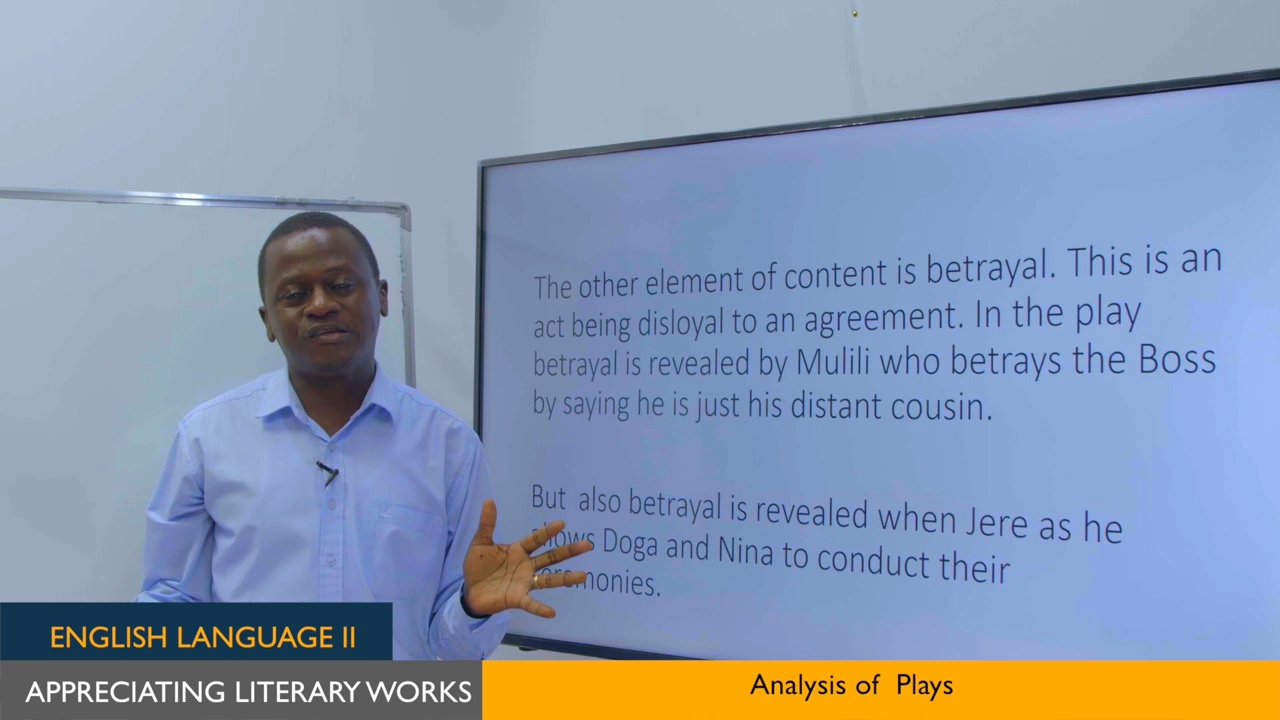 The other element of content is betrayal. This is an
act being disloyal to an agreement. In the play
betrayal is revealed by Mulili who betrays the Boss
by saying he is just his distant cousin.
But also betrayal is revealed when Jere as he
Doga and Nina to conduct their
ENGLISH LANGUAGE II
APPRECIATING LITERARY WORKS
Analysis of Plays